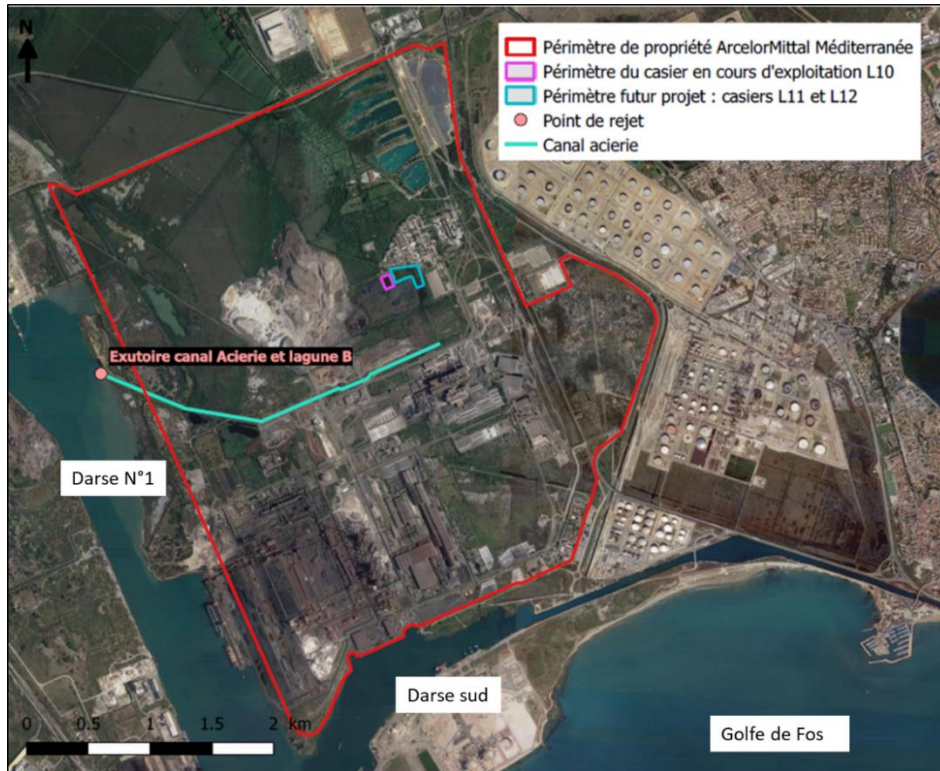 N
Périmètre de propriété ArcelorMittal Méditerranée
Périmètre du casier en cours d'exploitation L10
Périmètre futur projet : casiers L11 et L12
Point de rejet
Canal acierie
Exutoire canal Acierie et lagune B
Darse N°1
Darse sud
0 0.5 1 1.5 2 km
Golfe de Fos